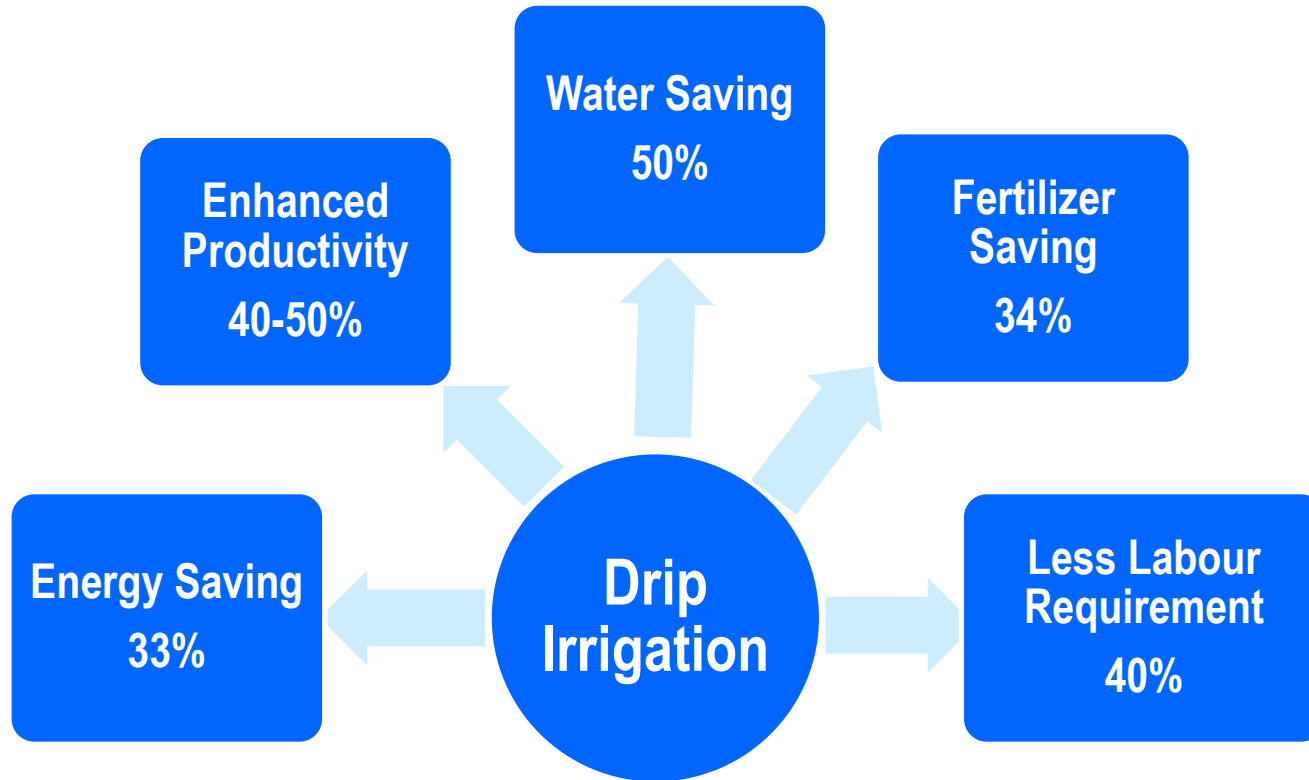 Water Saving
50%
Enhanced
Productivity
40-50%
Fertilizer
Saving
34%
Energy Saving
33%
Drip
Irrigation
Less Labour
Requirement
40%